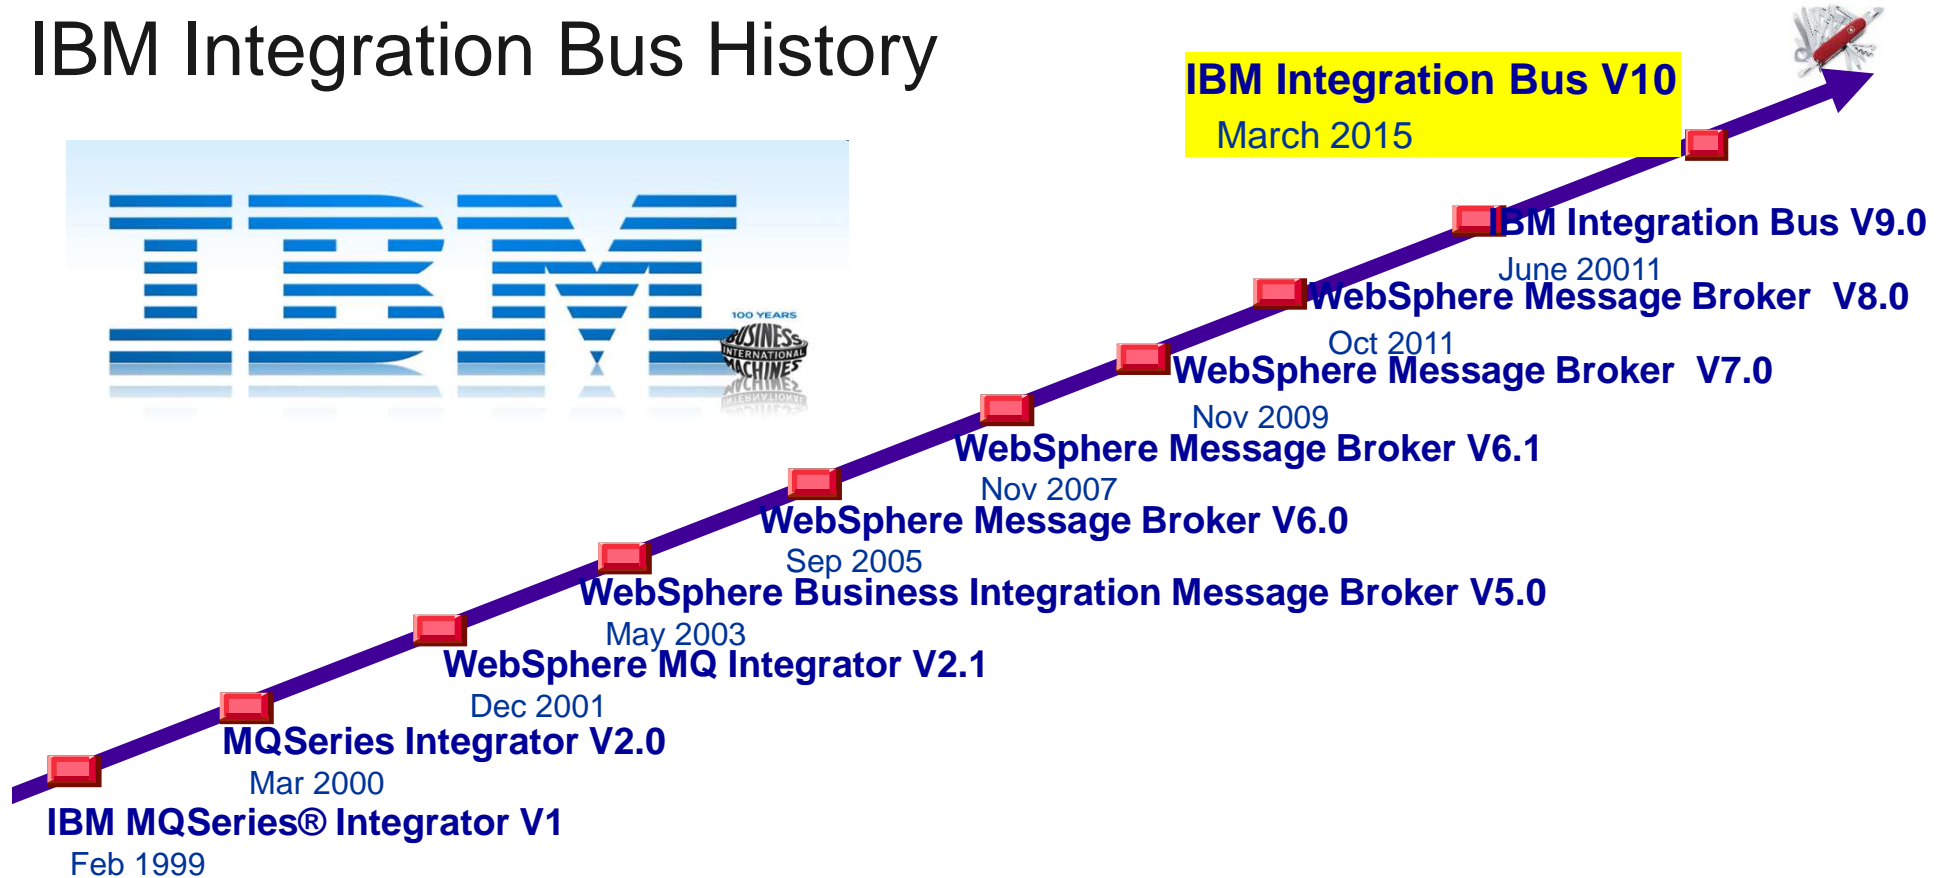 IBM Integration Bus History
IBM Integration Bus V10
March 2015
IBM
100 YEARS
BUSINESS
INTERNATIONAL
MACHINES
IBM Integration Bus V9.0
June 20011
WebSphere Message Broker V8.0
Oct 2011
WebSphere Message Broker V7.0
Nov 2009
WebSphere Message Broker V6.1
Nov 2007
WebSphere Message Broker V6.0
Sep 2005
WebSphere Business Integration Message Broker V5.0
May 2003
WebSphere MQ Integrator V2.1
Dec 2001
MQSeries Integrator V2.0
Mar 2000
IBM MQSeries® Integrator V1
Feb 1999